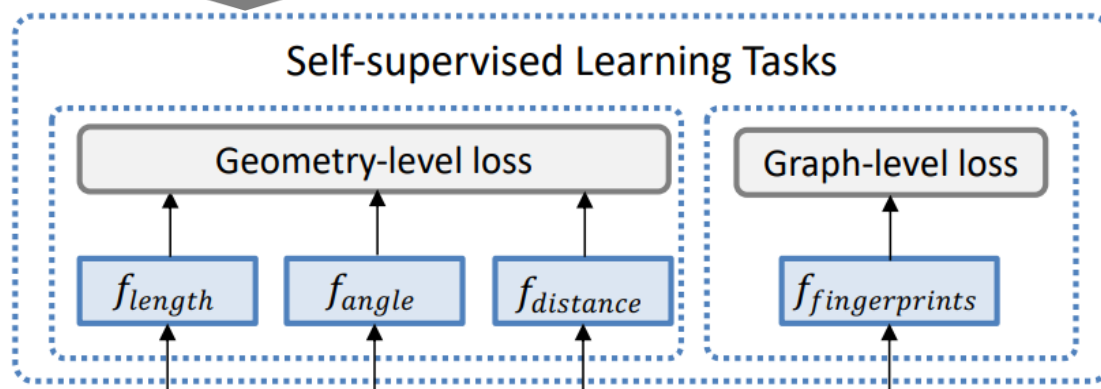 Self-supervised Learning Tasks
Geometry-level loss
Graph-level loss
f_length
f_angle
f_distance
f_fingerprints